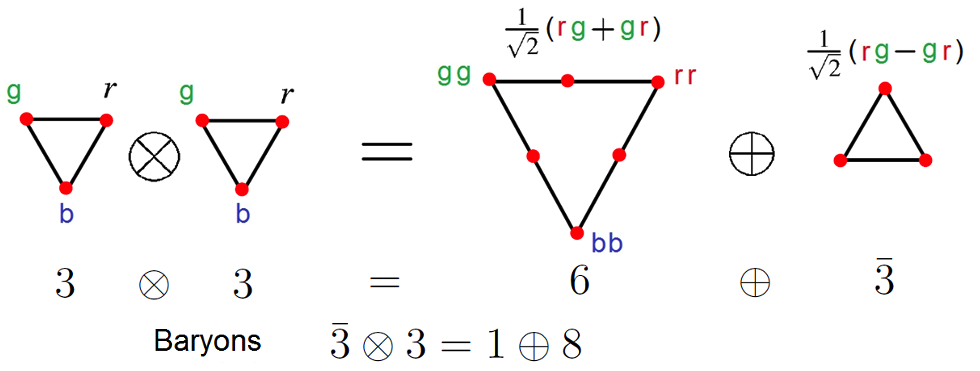 1/√2 (rg+gr)
1/√2 (rg−gr)
gg rr
g r g r
⊗ = ⊕
b b
bb
3 ⊗ 3 = 6 ⊕ 3̄
Baryons 3̄ ⊗ 3 = 1 ⊕ 8